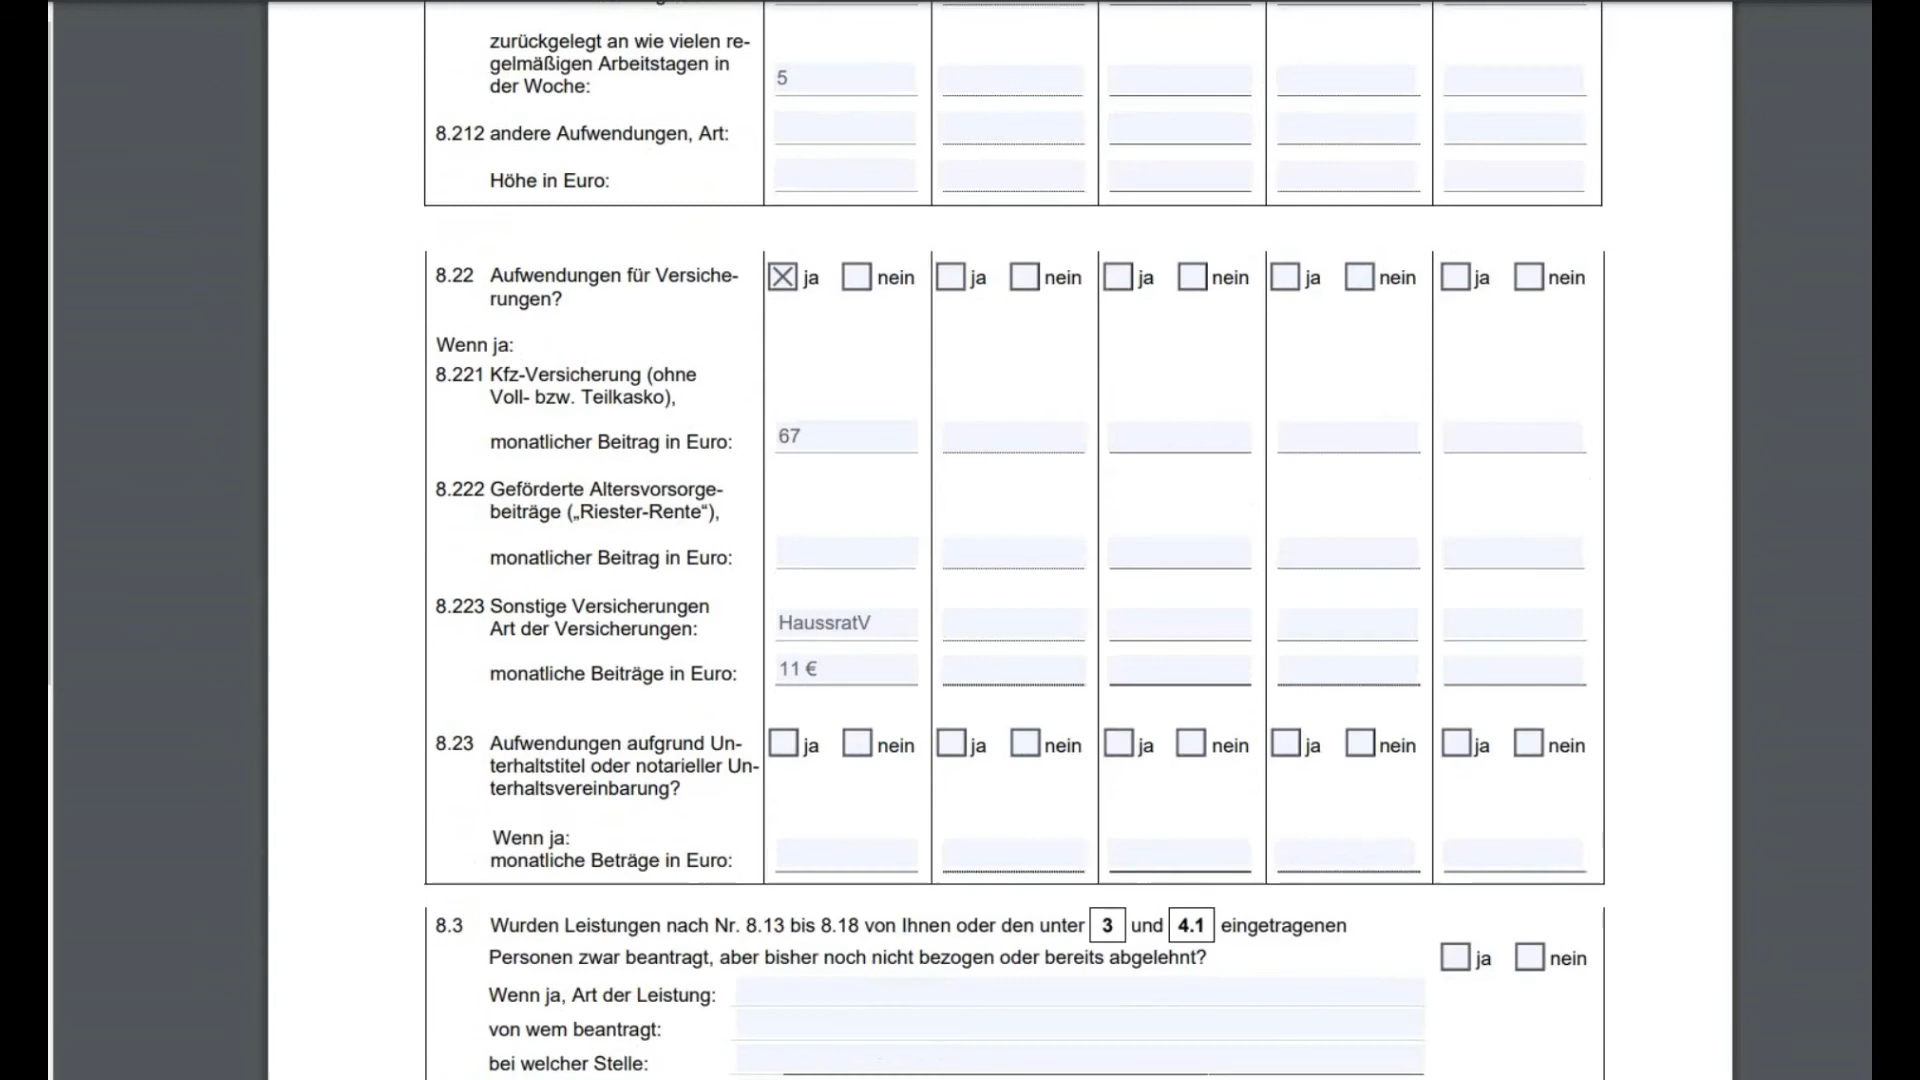 zurückgelegt an wie vielen re-
gelmäßigen Arbeitstagen in
der Woche:
5
8.212 andere Aufwendungen, Art:
Höhe in Euro:
8.22 Aufwendungen für Versiche- ja nein ja nein ja nein ja nein ja nein
rungen?
Wenn ja:
8.221 Kfz-Versicherung (ohne
Voll- bzw. Teilkasko),
monatlicher Beitrag in Euro: 67
8.222 Geförderte Altersvorsorge-
beiträge („Riester-Rente“),
monatlicher Beitrag in Euro:
8.223 Sonstige Versicherungen
Art der Versicherungen: HaussratV
monatliche Beiträge in Euro: 11 €
8.23 Aufwendungen aufgrund Un- ja nein ja nein ja nein ja nein ja nein
terhaltstitel oder notarieller Un-
terhaltsvereinbarung?
Wenn ja:
monatliche Beträge in Euro:
8.3 Wurden Leistungen nach Nr. 8.13 bis 8.18 von Ihnen oder den unter 3 und 4.1 eingetragenen
Personen zwar beantragt, aber bisher noch nicht bezogen oder bereits abgelehnt? ja nein
Wenn ja, Art der Leistung:
von wem beantragt:
bei welcher Stelle: